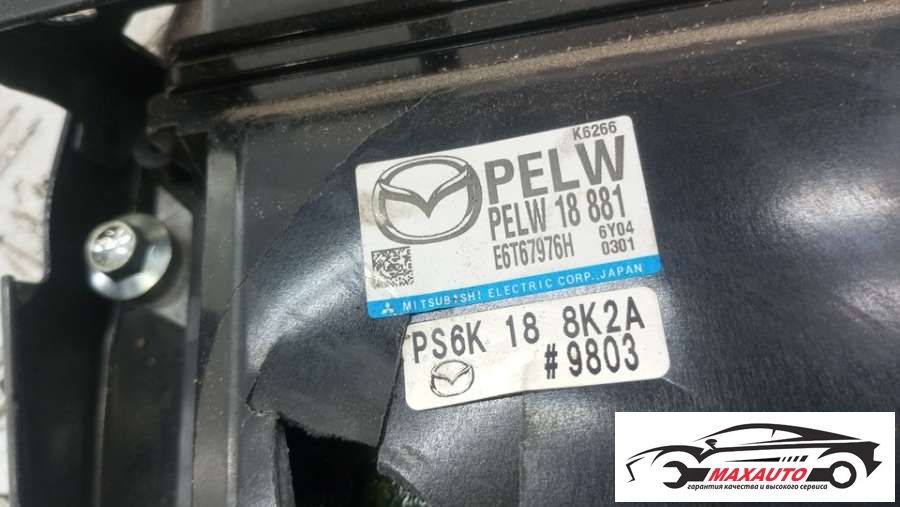 K6266
PELW
PELW 18 881
E6T67976H
6Y04
0301
MITSUBISHI ELECTRIC CORP., JAPAN
PS6K 18 8K2A
#9803
MAXAUTO
гарантия качества и высокого сервиса